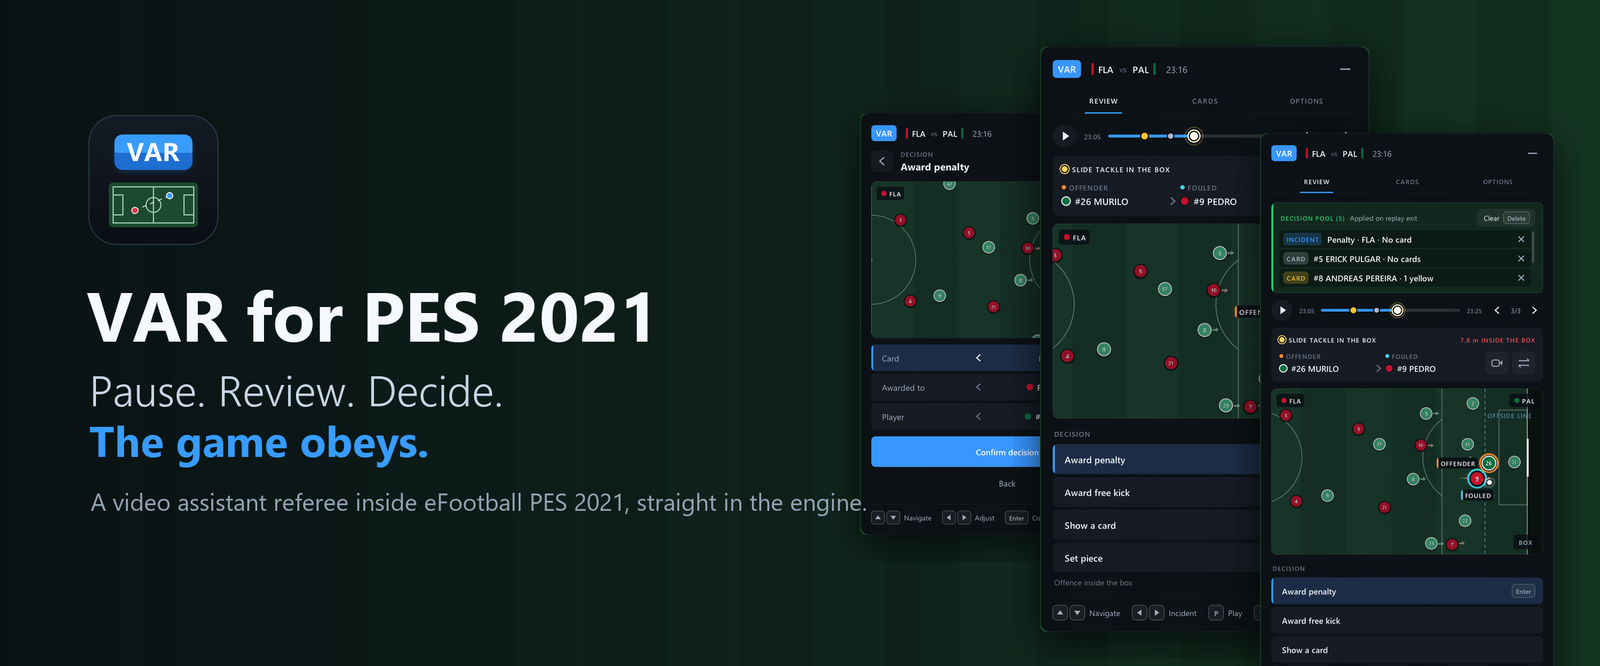 VAR
VAR for PES 2021
Pause. Review. Decide.
The game obeys.
A video assistant referee inside eFootball PES 2021, straight in the engine.
VAR FLA vs PAL 23:16
DECISION
Award penalty
FLA
Card
Awarded to
Player
Confirm decision
Back
Navigate Adjust Enter
VAR FLA vs PAL 23:16
REVIEW CARDS OPTIONS
23:05
SLIDE TACKLE IN THE BOX
OFFENDER FOULED
#26 MURILO #9 PEDRO
FLA
DECISION
Award penalty
Award free kick
Show a card
Set piece
Offence inside the box
Navigate Incident P Play
VAR FLA vs PAL 23:16
REVIEW CARDS OPTIONS
DECISION POOL (5) Applied on replay exit Clear Delete
INCIDENT Penalty · FLA · No card
CARD #5 ERICK PULGAR · No cards
CARD #8 ANDREAS PEREIRA · 1 yellow
23:05 23:25 3/3
SLIDE TACKLE IN THE BOX 7.8 m INSIDE THE BOX
OFFENDER FOULED
#26 MURILO #9 PEDRO
FLA PAL
OFFSIDE LINE
OFFENDER 26
9
FOULED
BOX
DECISION
Award penalty Enter
Award free kick
Show a card